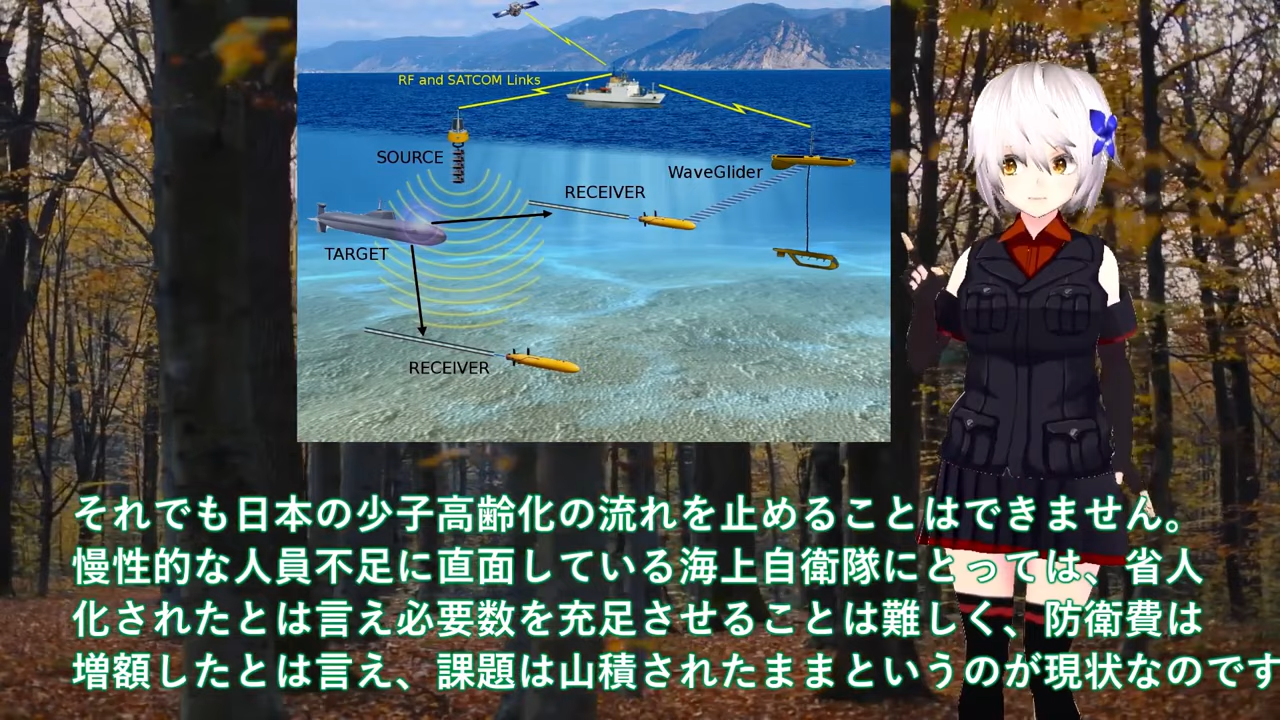 RF and SATCOM Links
SOURCE
WaveGlider
RECEIVER
TARGET
RECEIVER
それでも日本の少子高齢化の流れを止めることはできません。
慢性的な人員不足に直面している海上自衛隊にとっては、省人
化されたとは言え必要数を充足させることは難しく、防衛費は
増額したとは言え、課題は山積されたままというのが現状なのです